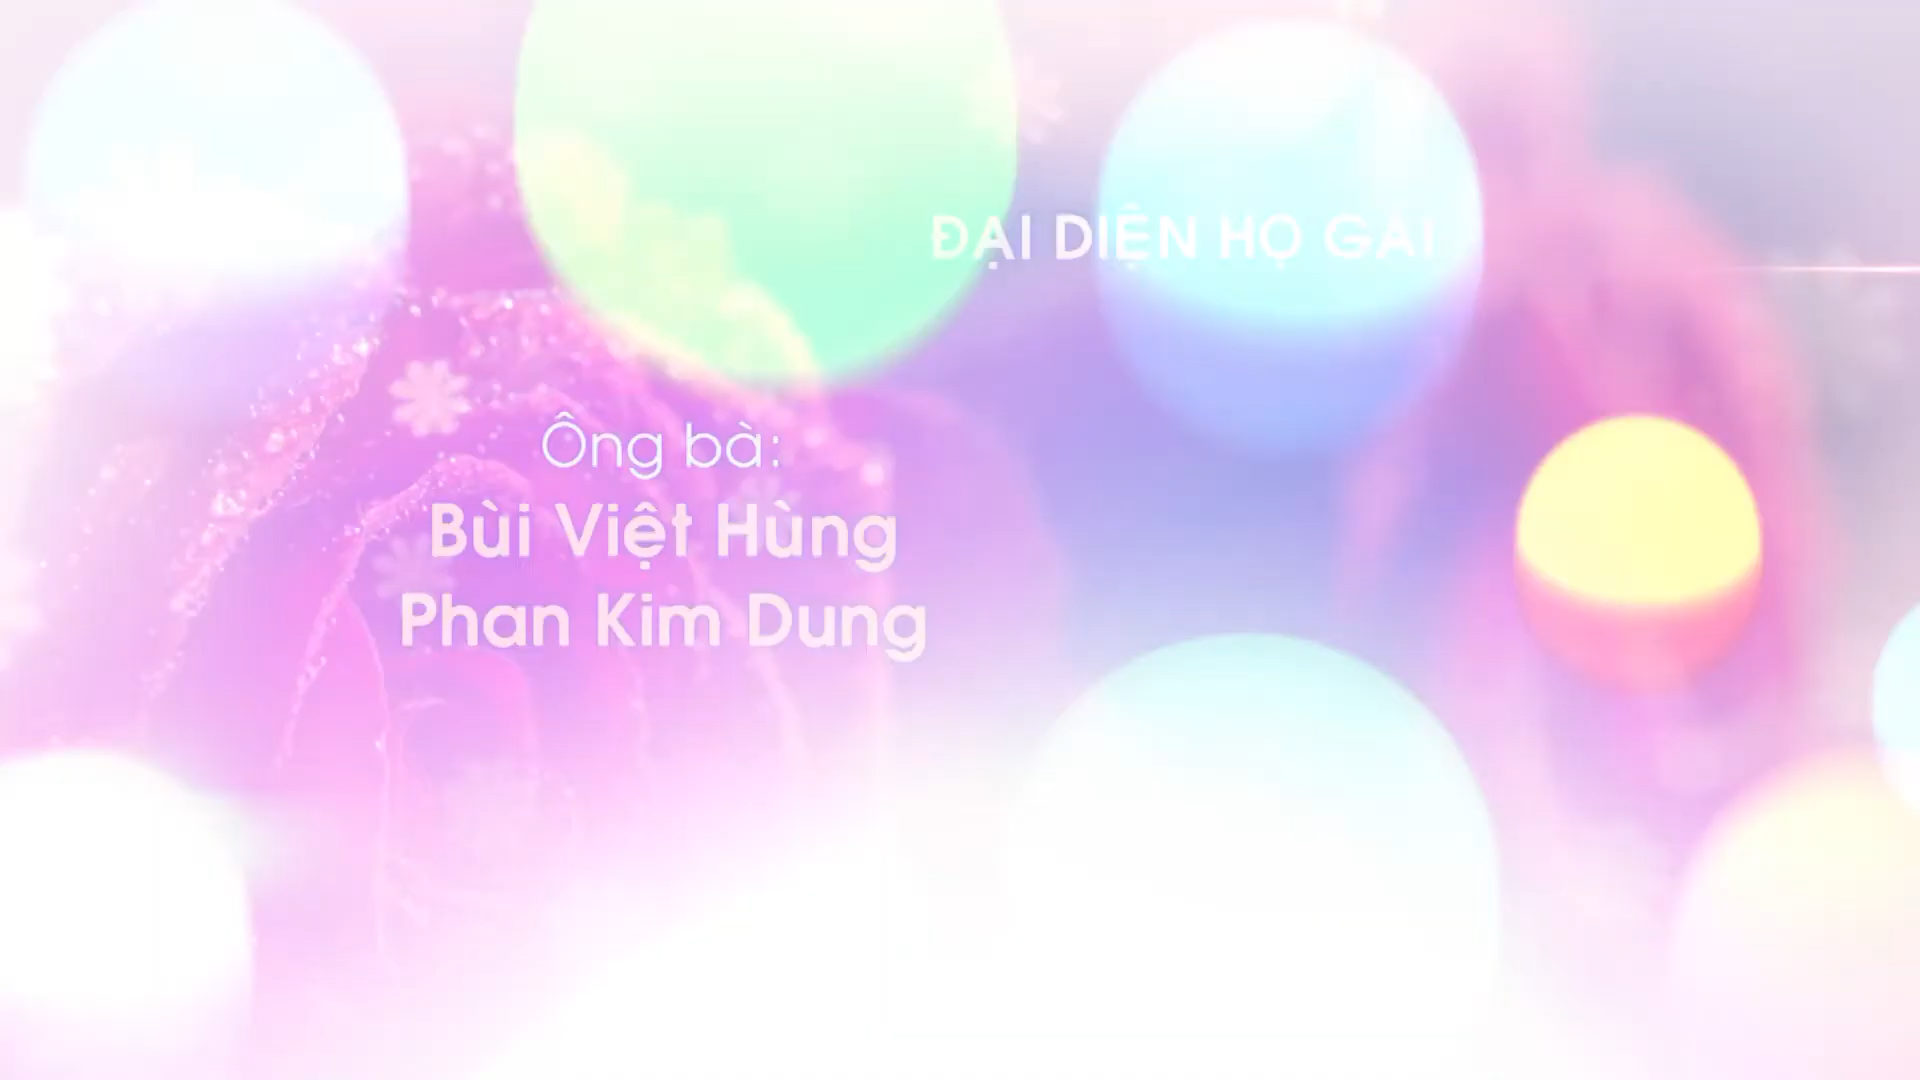 ĐẠI DIỆN HỌ GÁI
Ông bà:
Bùi Việt Hùng
Phan Kim Dung